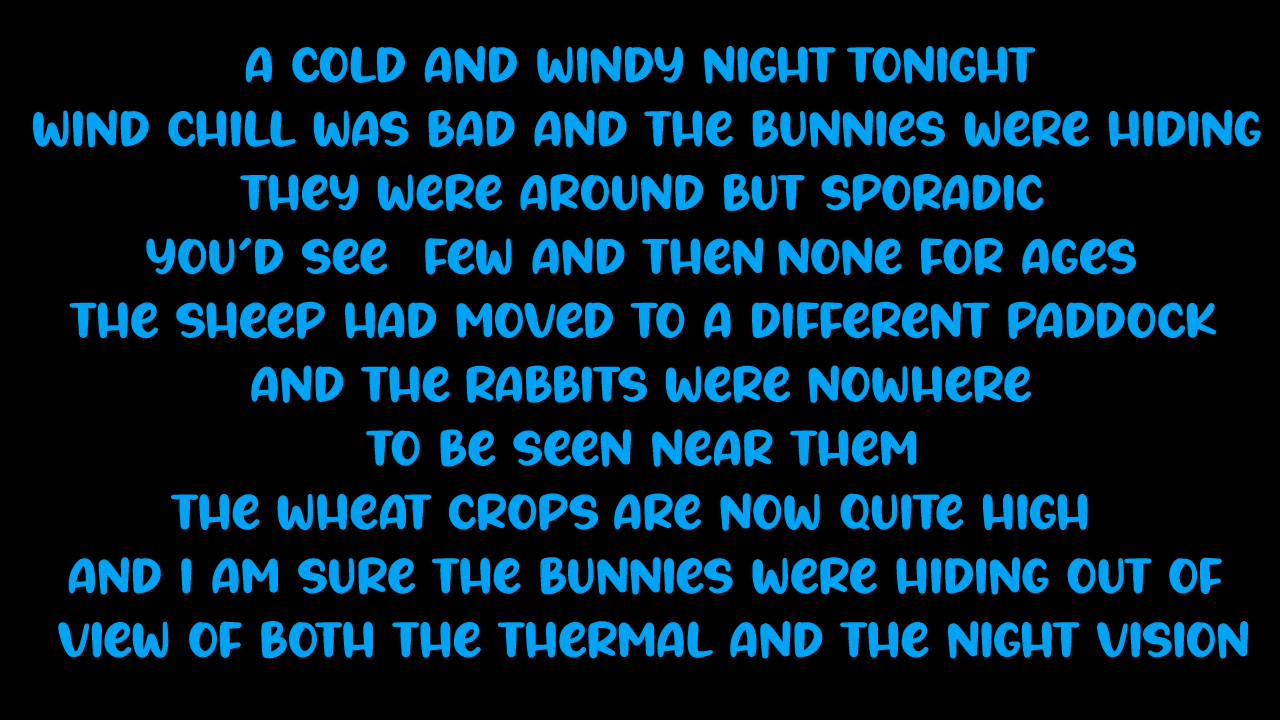 A COLD AND WINDY NIGHT TONIGHT
WIND CHILL WAS BAD AND THE BUNNIES WERE HIDING
THEY WERE AROUND BUT SPORADIC
YOU'D SEE FEW AND THEN NONE FOR AGES
THE SHEEP HAD MOVED TO A DIFFERENT PADDOCK
AND THE RABBITS WERE NOWHERE
TO BE SEEN NEAR THEM
THE WHEAT CROPS ARE NOW QUITE HIGH
AND I AM SURE THE BUNNIES WERE HIDING OUT OF
VIEW OF BOTH THE THERMAL AND THE NIGHT VISION